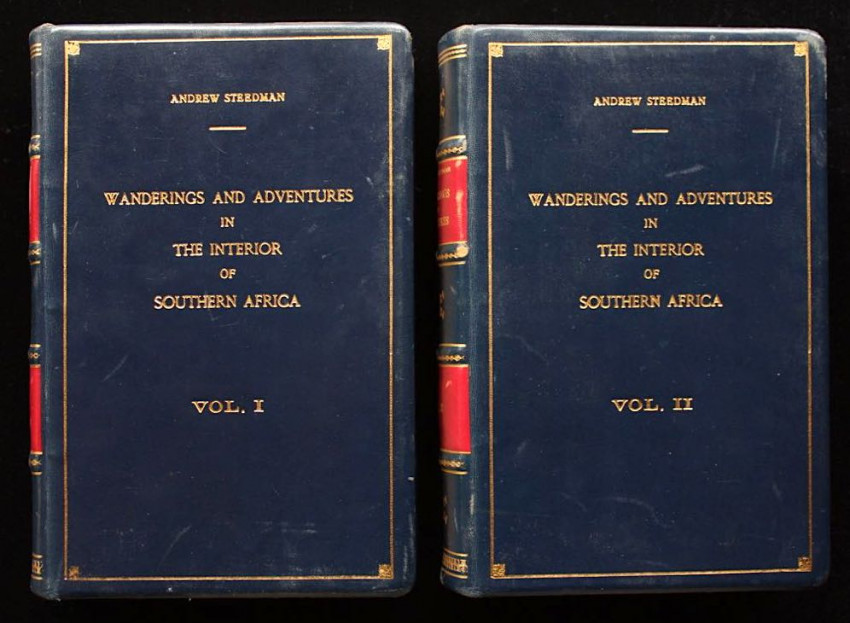 ANDREW STEEDMAN
WANDERINGS AND ADVENTURES
IN
THE INTERIOR
OF
SOUTHERN AFRICA
VOL. I
ANDREW STEEDMAN
WANDERINGS AND ADVENTURES
IN
THE INTERIOR
OF
SOUTHERN AFRICA
VOL. II